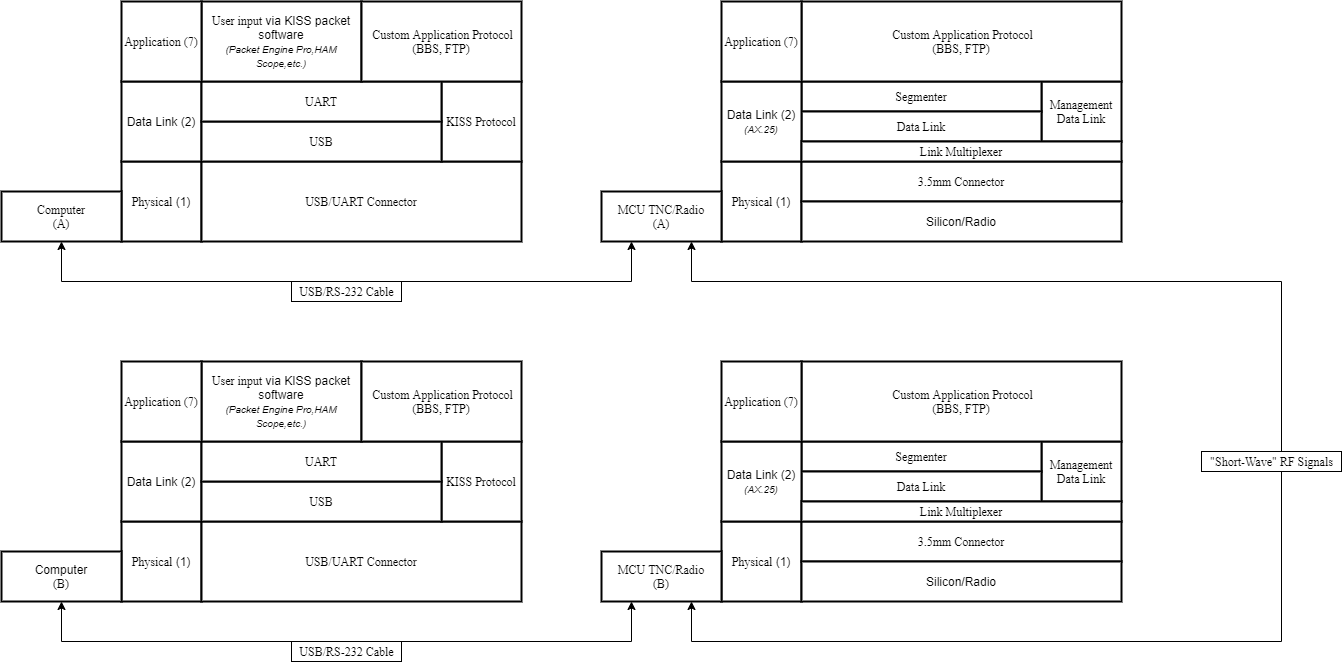 Application (7)
User input via KISS packet
software
(Packet Engine Pro,HAM
Scope,etc.)
Custom Application Protocol
(BBS, FTP)
Data Link (2)
UART
USB
KISS Protocol
Physical (1)
USB/UART Connector
Computer
(A)
Application (7)
Custom Application Protocol
(BBS, FTP)
Data Link (2)
(AX.25)
Segmenter
Data Link
Management
Data Link
Link Multiplexer
Physical (1)
3.5mm Connector
Silicon/Radio
MCU TNC/Radio
(A)
USB/RS-232 Cable
Application (7)
User input via KISS packet
software
(Packet Engine Pro,HAM
Scope,etc.)
Custom Application Protocol
(BBS, FTP)
Data Link (2)
UART
USB
KISS Protocol
Physical (1)
USB/UART Connector
Computer
(B)
Application (7)
Custom Application Protocol
(BBS, FTP)
Data Link (2)
(AX.25)
Segmenter
Data Link
Management
Data Link
Link Multiplexer
Physical (1)
3.5mm Connector
Silicon/Radio
MCU TNC/Radio
(B)
"Short-Wave" RF Signals
USB/RS-232 Cable